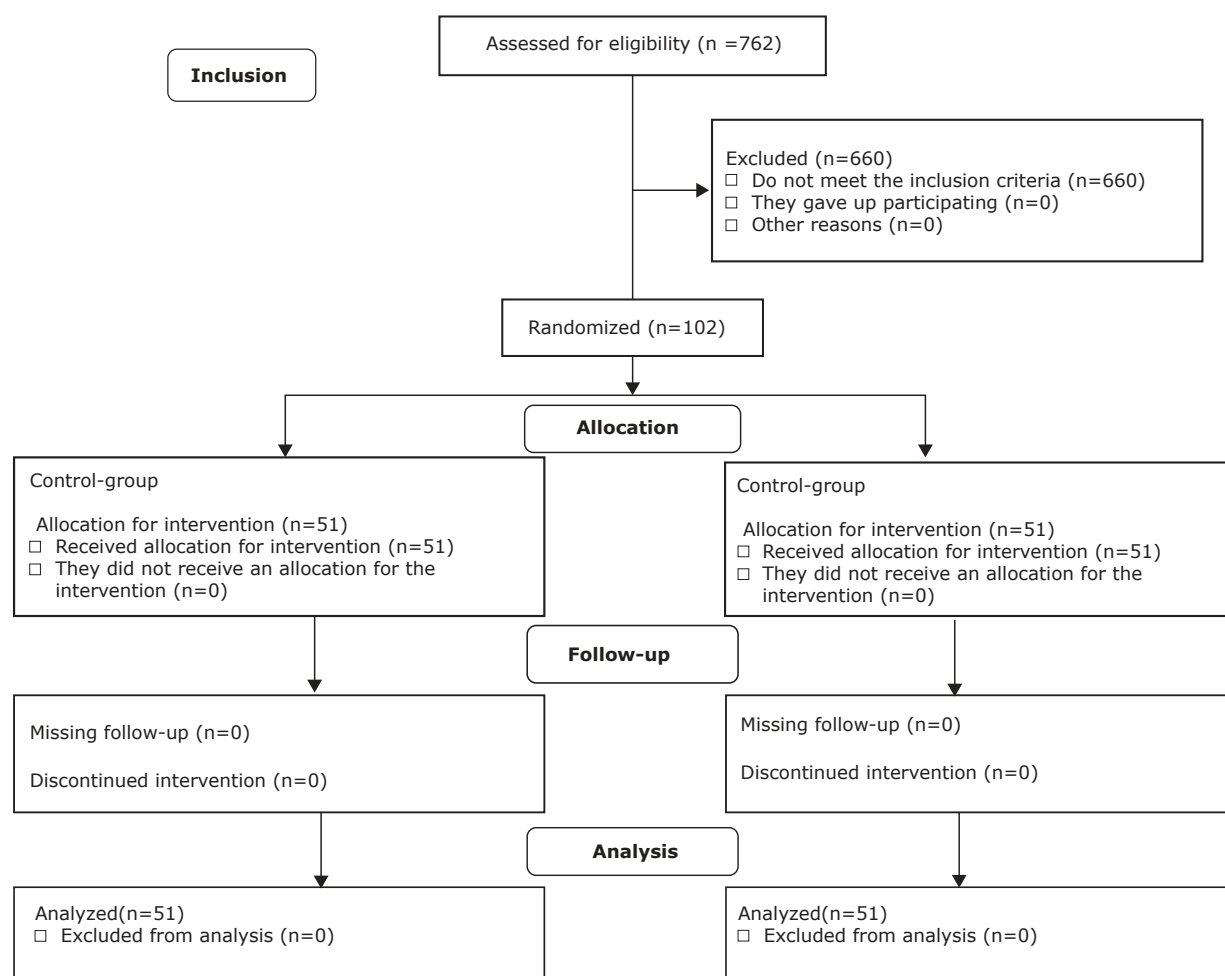 Assessed for eligibility (n =762)
Inclusion
Excluded (n=660)
□ Do not meet the inclusion criteria (n=660)
□ They gave up participating (n=0)
□ Other reasons (n=0)
Randomized (n=102)
Allocation
Control-group
Allocation for intervention (n=51)
□ Received allocation for intervention (n=51)
□ They did not receive an allocation for the
intervention (n=0)
Control-group
Allocation for intervention (n=51)
□ Received allocation for intervention (n=51)
□ They did not receive an allocation for the
intervention (n=0)
Follow-up
Missing follow-up (n=0)
Discontinued intervention (n=0)
Missing follow-up (n=0)
Discontinued intervention (n=0)
Analysis
Analyzed(n=51)
□ Excluded from analysis (n=0)
Analyzed(n=51)
□ Excluded from analysis (n=0)